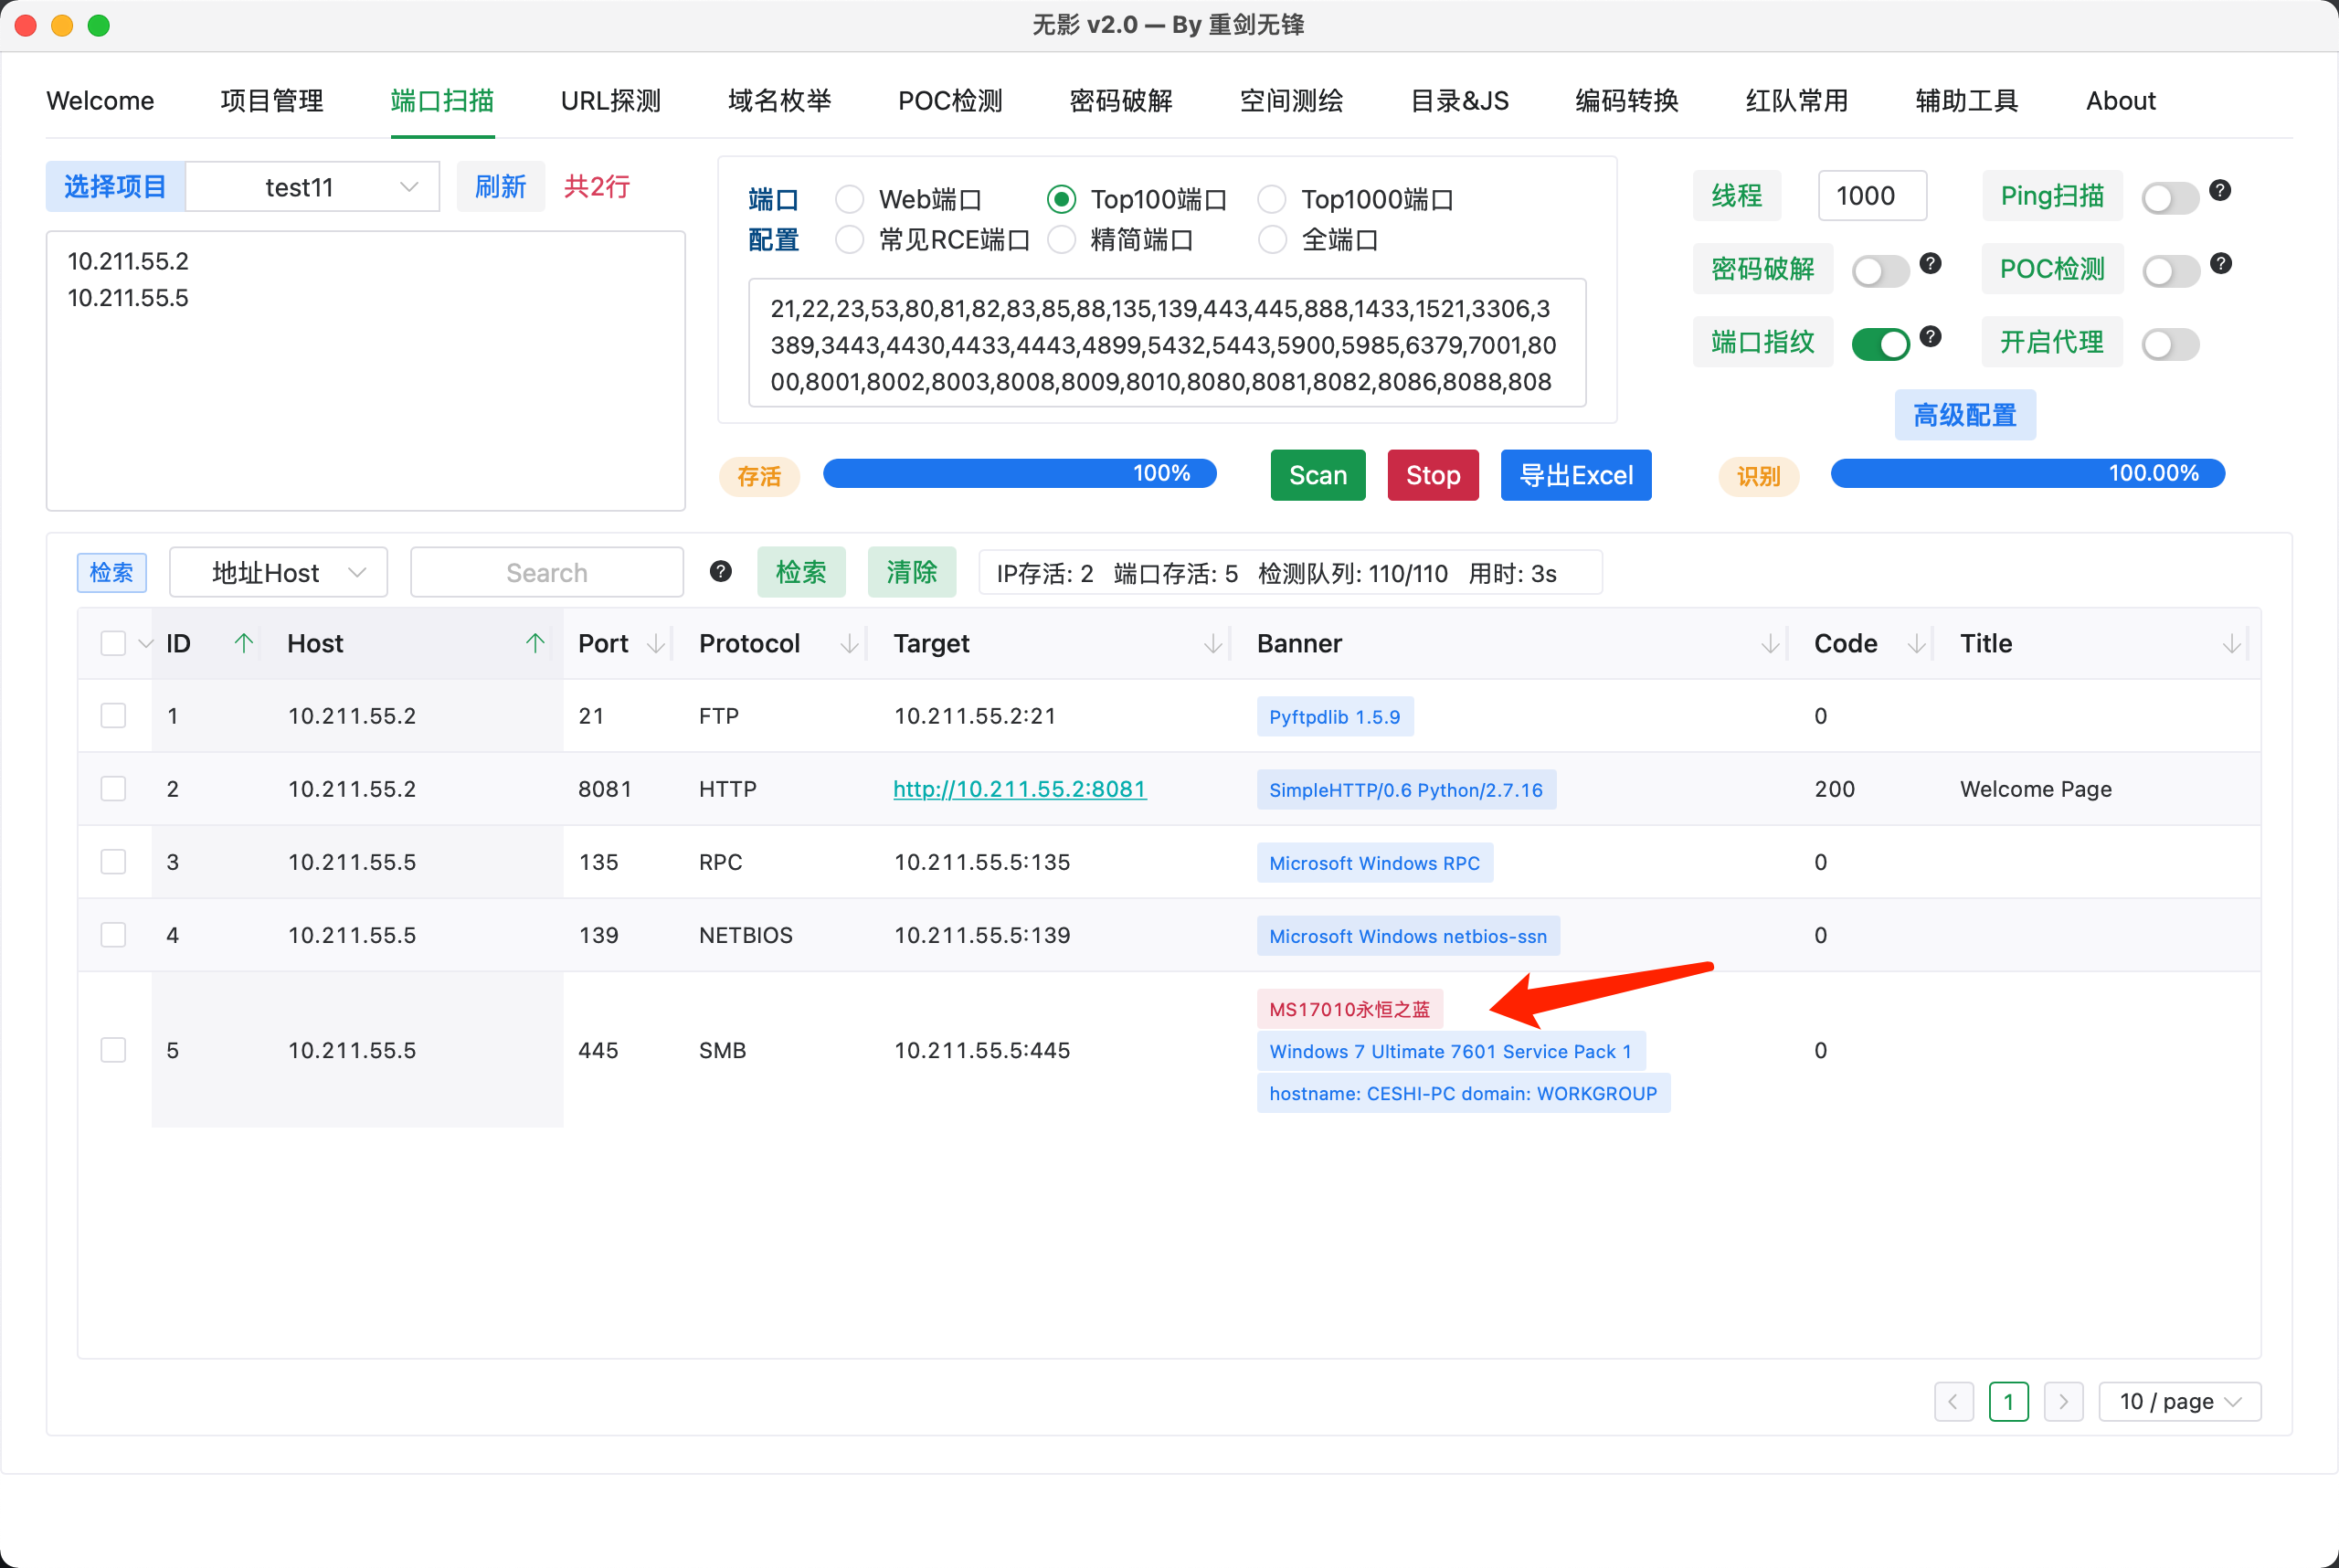 无影 v2.0 — By 重剑无锋
Welcome 项目管理 端口扫描 URL探测 域名枚举 POC检测 密码破解 空间测绘 目录&JS 编码转换 红队常用 辅助工具 About
选择项目 test11 刷新 共2行
10.211.55.2
10.211.55.5
端口 Web端口 Top100端口 Top1000端口
配置 常见RCE端口 精简端口 全端口
21,22,23,53,80,81,82,83,85,88,135,139,443,445,888,1433,1521,3306,3
389,3443,4430,4433,4443,4899,5432,5443,5900,5985,6379,7001,80
00,8001,8002,8003,8008,8009,8010,8080,8081,8082,8086,8088,808
线程 1000 Ping扫描 ?
密码破解 ? POC检测 ?
端口指纹 ? 开启代理
高级配置
存活 100% Scan Stop 导出Excel 识别 100.00%
检索 地址Host Search ? 检索 清除 IP存活: 2 端口存活: 5 检测队列: 110/110 用时: 3s
ID Host Port Protocol Target Banner Code Title
1 10.211.55.2 21 FTP 10.211.55.2:21 Pyftpdlib 1.5.9 0
2 10.211.55.2 8081 HTTP http://10.211.55.2:8081 SimpleHTTP/0.6 Python/2.7.16 200 Welcome Page
3 10.211.55.5 135 RPC 10.211.55.5:135 Microsoft Windows RPC 0
4 10.211.55.5 139 NETBIOS 10.211.55.5:139 Microsoft Windows netbios-ssn 0
MS17010永恒之蓝
5 10.211.55.5 445 SMB 10.211.55.5:445 Windows 7 Ultimate 7601 Service Pack 1 0
hostname: CESHI-PC domain: WORKGROUP
1 10 / page